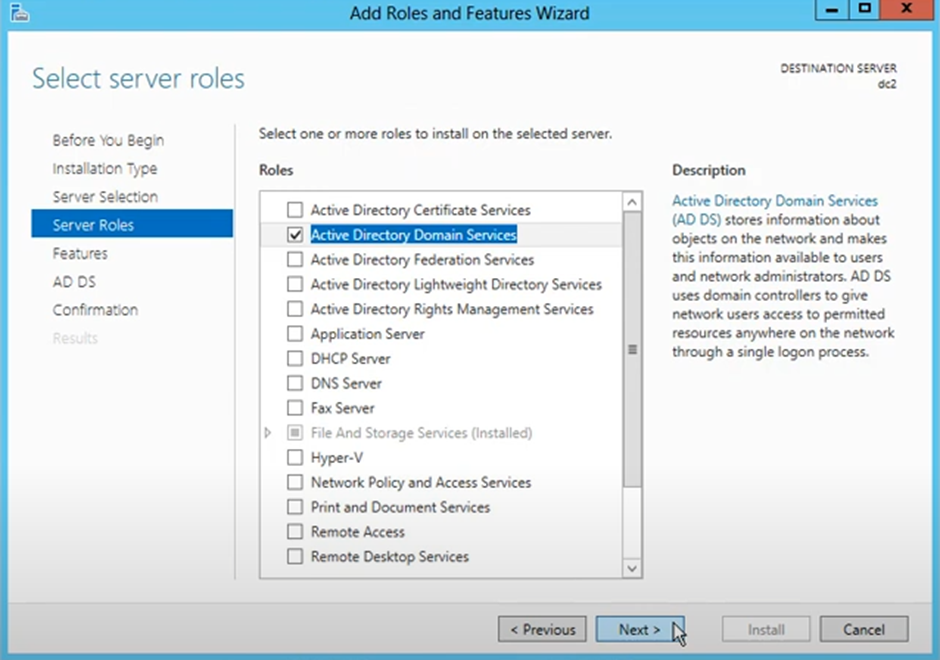 Add Roles and Features Wizard
Select server roles
DESTINATION SERVER
dc2
Before You Begin
Installation Type
Server Selection
Server Roles
Features
AD DS
Confirmation
Results
Select one or more roles to install on the selected server.
Roles
Active Directory Certificate Services
Active Directory Domain Services
Active Directory Federation Services
Active Directory Lightweight Directory Services
Active Directory Rights Management Services
Application Server
DHCP Server
DNS Server
Fax Server
File And Storage Services (Installed)
Hyper-V
Network Policy and Access Services
Print and Document Services
Remote Access
Remote Desktop Services
Description
Active Directory Domain Services
(AD DS) stores information about
objects on the network and makes
this information available to users
and network administrators. AD DS
uses domain controllers to give
network users access to permitted
resources anywhere on the network
through a single logon process.
< Previous
Next >
Install
Cancel